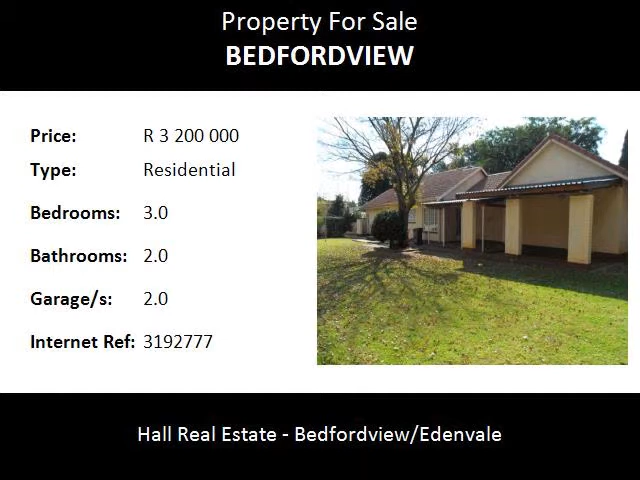 Property For Sale
BEDFORDVIEW
Price: R 3 200 000
Type: Residential
Bedrooms: 3.0
Bathrooms: 2.0
Garage/s: 2.0
Internet Ref: 3192777
Hall Real Estate - Bedfordview/Edenvale